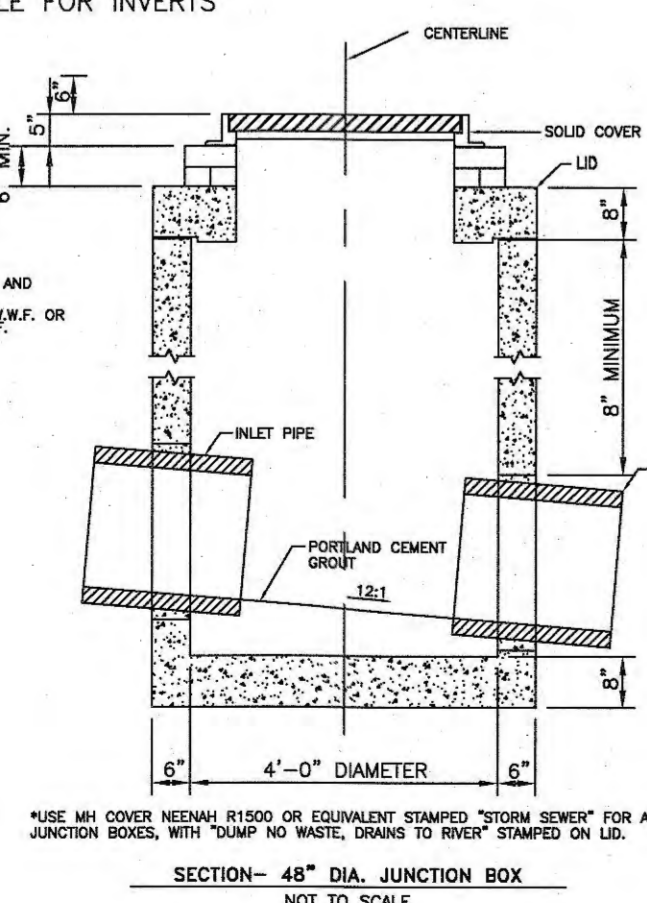 LE FOR INVERTS
CENTERLINE
6"
5"
6" MIN.
SOLID COVER
LID
8"
AND
W.W.F. OR
F.
8" MINIMUM
INLET PIPE
PORTLAND CEMENT
GROUT
12:1
8"
6"
4'-0" DIAMETER
6"
*USE MH COVER NEENAH R1500 OR EQUIVALENT STAMPED "STORM SEWER" FOR A
JUNCTION BOXES, WITH "DUMP NO WASTE, DRAINS TO RIVER" STAMPED ON LID.
SECTION- 48" DIA. JUNCTION BOX
NOT TO SCALE